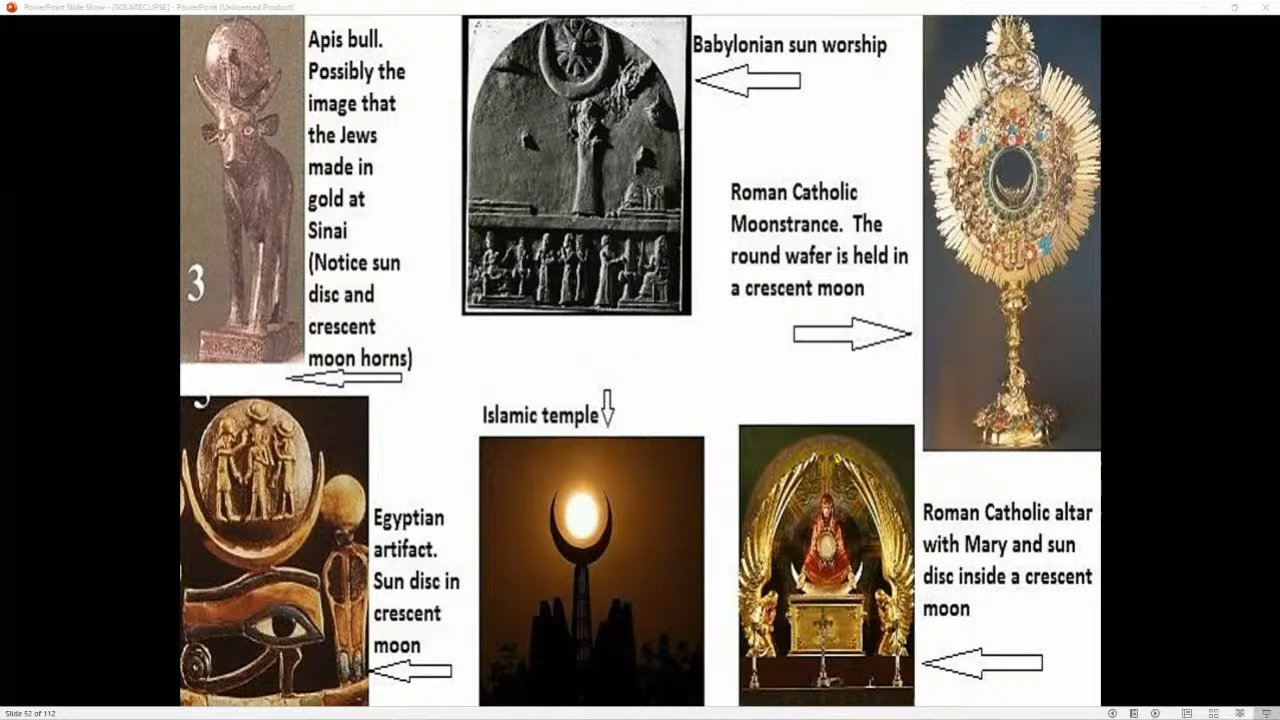 PowerPoint Slide Show - [SOLARECLIPSE] - PowerPoint (Unlicensed Product)
Apis bull.
Possibly the
image that
the Jews
made in
gold at
Sinai
(Notice sun
disc and
crescent
moon horns)
3
Babylonian sun worship
Roman Catholic
Moonstrance. The
round wafer is held in
a crescent moon
Egyptian
artifact.
Sun disc in
crescent
moon
Islamic temple
Roman Catholic altar
with Mary and sun
disc inside a crescent
moon
Slide 52 of 112